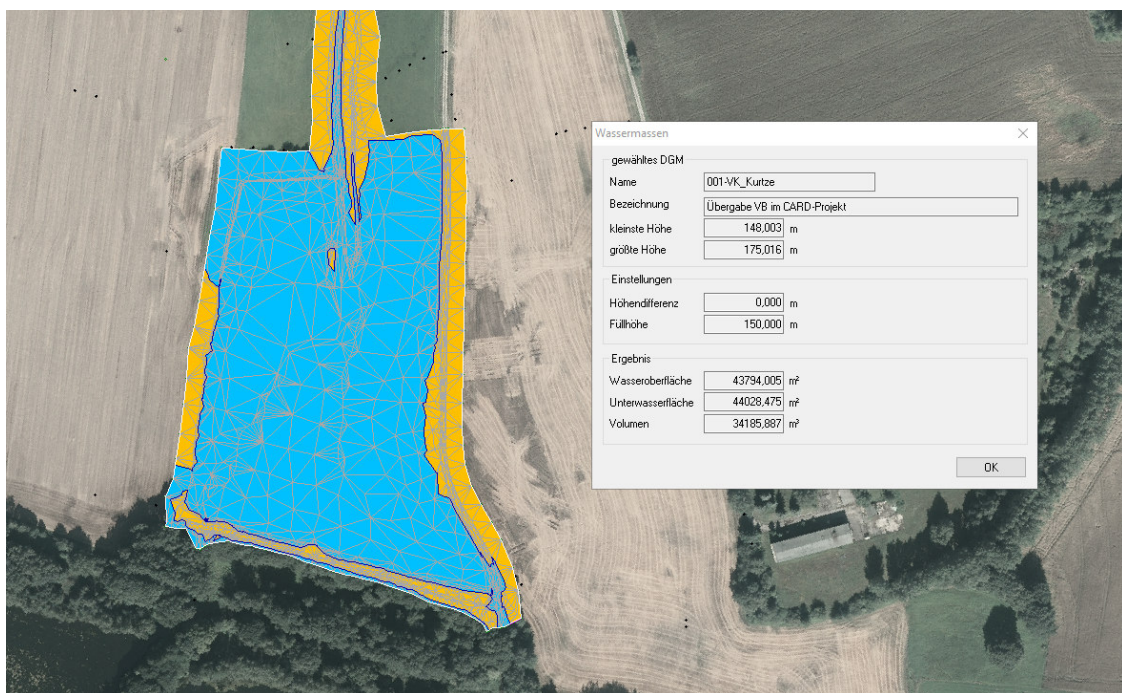 Wassermassen
gewähltes DGM
Name 001-VK_Kurtze
Bezeichnung Übergabe VB im CARD-Projekt
kleinste Höhe 148,003 m
größte Höhe 175,016 m
Einstellungen
Höhendifferenz 0,000 m
Füllhöhe 150,000 m
Ergebnis
Wasseroberfläche 43794,005 m²
Unterwasserfläche 44028,475 m²
Volumen 34185,887 m³
OK